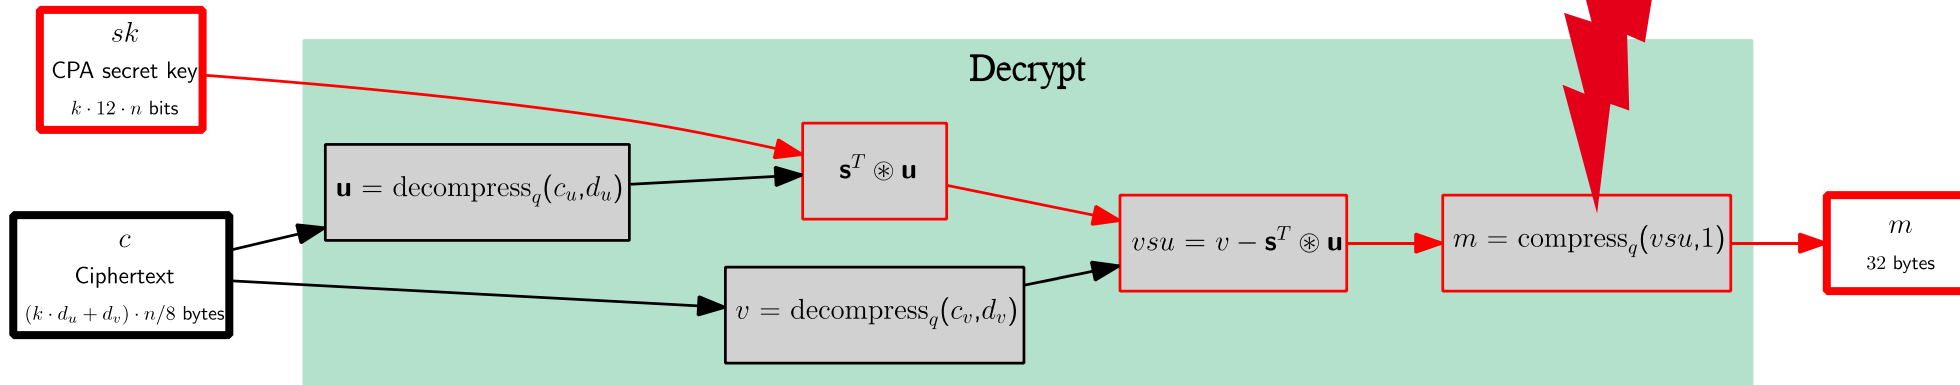 sk
CPA secret key
k · 12 · n bits
Decrypt
u = decompress_q(c_u,d_u)
s^T ⊛ u
c
Ciphertext
(k · d_u + d_v) · n/8 bytes
v = decompress_q(c_v,d_v)
vsu = v − s^T ⊛ u
m = compress_q(vsu,1)
m
32 bytes